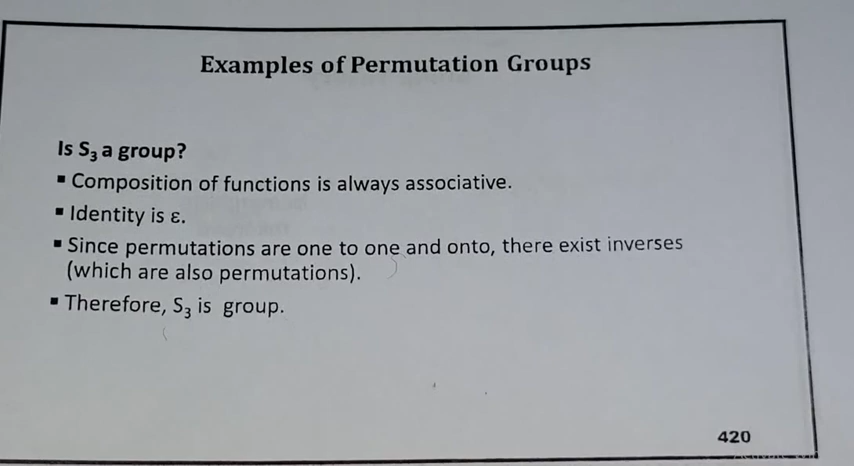 Examples of Permutation Groups
Is S₃ a group?
▪ Composition of functions is always associative.
▪ Identity is ε.
▪ Since permutations are one to one and onto, there exist inverses
(which are also permutations).
▪ Therefore, S₃ is group.
420